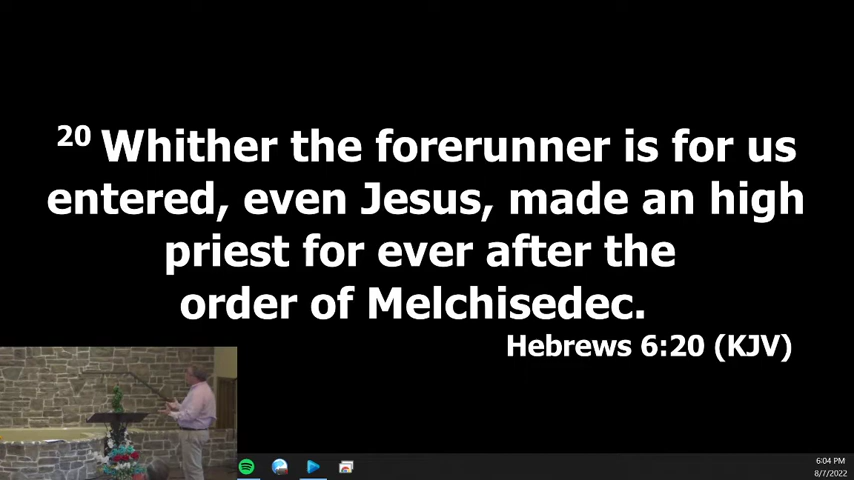 20 Whither the forerunner is for us
entered, even Jesus, made an high
priest for ever after the
order of Melchisedec.
Hebrews 6:20 (KJV)
6:04 PM
8/7/2022